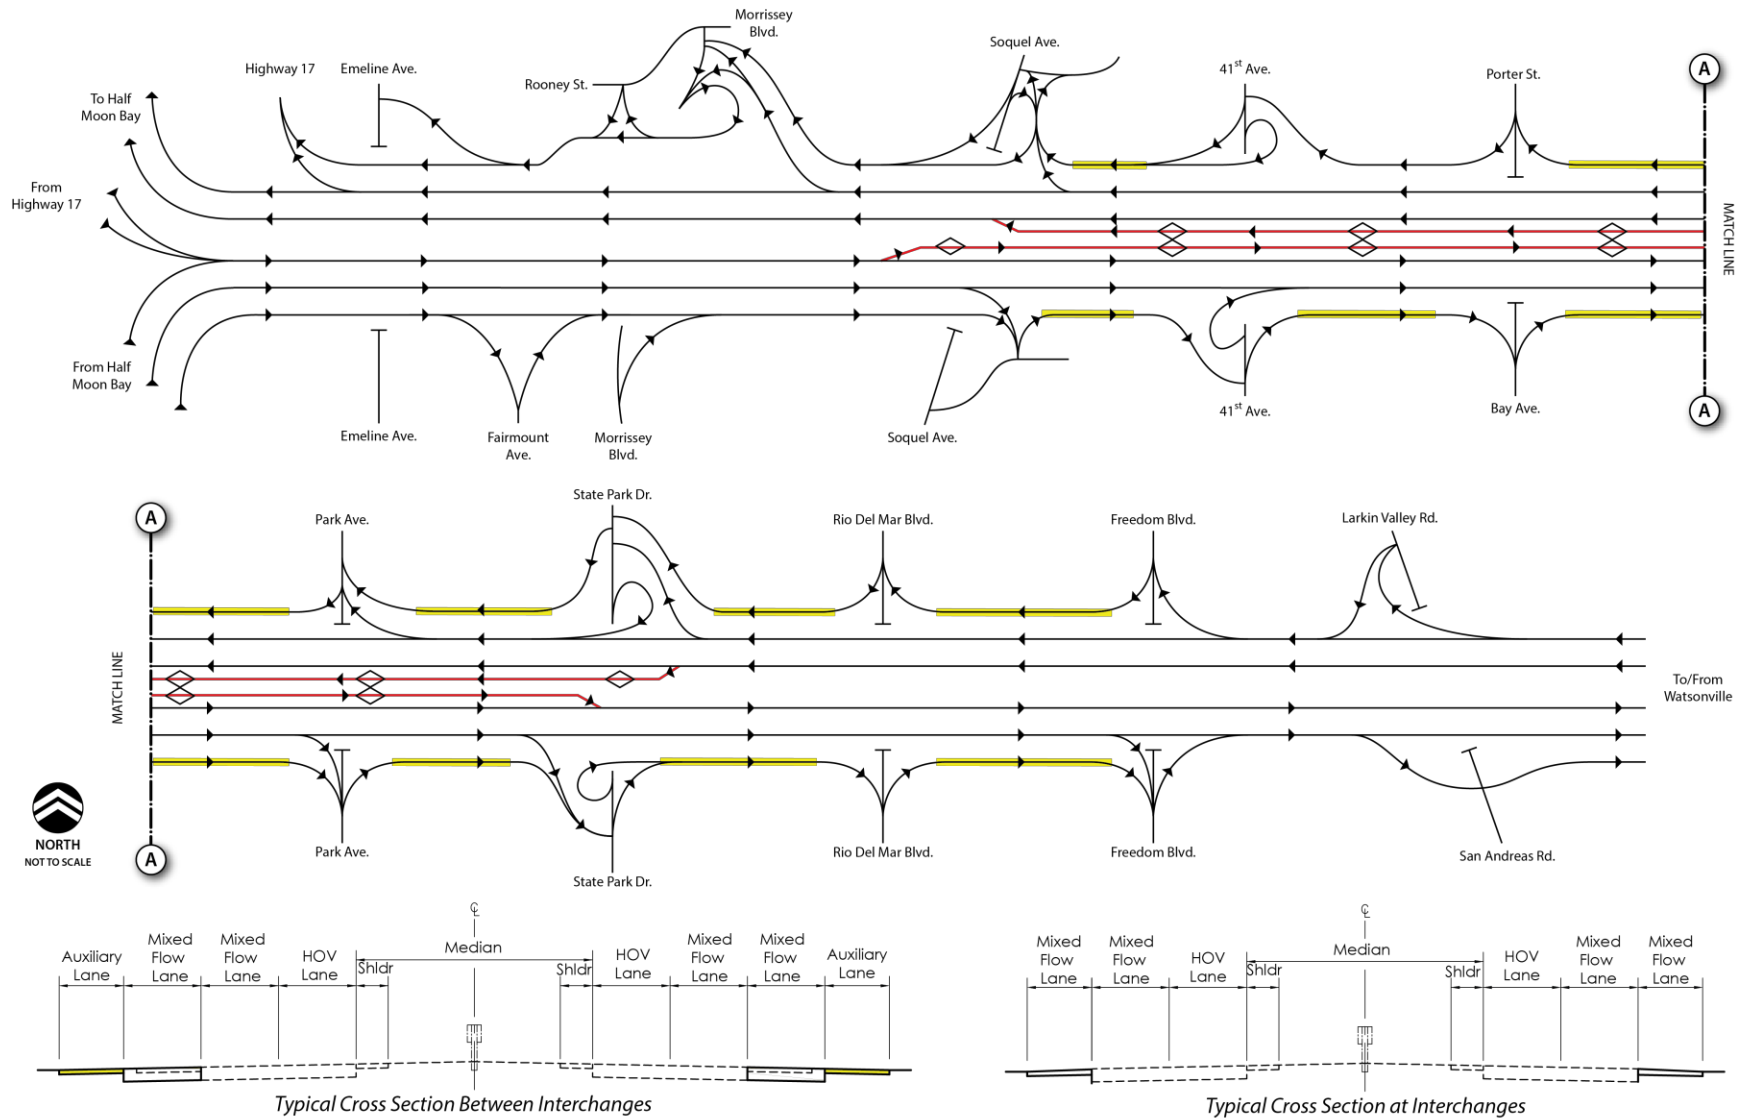 Morrissey
Blvd.
Soquel Ave.
Highway 17
Emeline Ave.
Rooney St.
41st Ave.
Porter St.
A
To Half
Moon Bay
From
Highway 17
MATCH LINE
From Half
Moon Bay
Emeline Ave.
Fairmount
Ave.
Morrissey
Blvd.
Soquel Ave.
41st Ave.
Bay Ave.
A
A
Park Ave.
State Park Dr.
Rio Del Mar Blvd.
Freedom Blvd.
Larkin Valley Rd.
MATCH LINE
To/From
Watsonville
NORTH
NOT TO SCALE
A
Park Ave.
State Park Dr.
Rio Del Mar Blvd.
Freedom Blvd.
San Andreas Rd.
Auxiliary
Lane
Mixed
Flow
Lane
Mixed
Flow
Lane
HOV
Lane
Shldr
℄
Median
Shldr
HOV
Lane
Mixed
Flow
Lane
Mixed
Flow
Lane
Auxiliary
Lane
Typical Cross Section Between Interchanges
Mixed
Flow
Lane
Mixed
Flow
Lane
HOV
Lane
Shldr
℄
Median
Shldr
HOV
Lane
Mixed
Flow
Lane
Mixed
Flow
Lane
Typical Cross Section at Interchanges